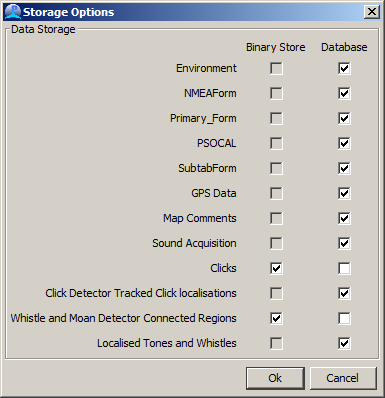 Storage Options
Data Storage
Binary Store Database
Environment
NMEAForm
Primary_Form
PSOCAL
SubtabForm
GPS Data
Map Comments
Sound Acquisition
Clicks
Click Detector Tracked Click localisations
Whistle and Moan Detector Connected Regions
Localised Tones and Whistles
Ok Cancel